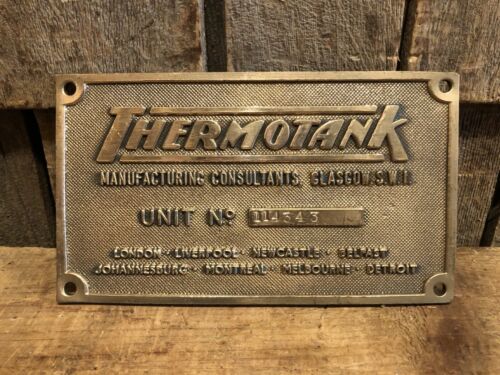 THERMOTANK
MANUFACTURING CONSULTANTS, GLASGOW, S.W.1.
UNIT No 114343
LONDON · LIVERPOOL · NEWCASTLE · BELFAST
JOHANNESBURG · MONTREAL · MELBOURNE · DETROIT